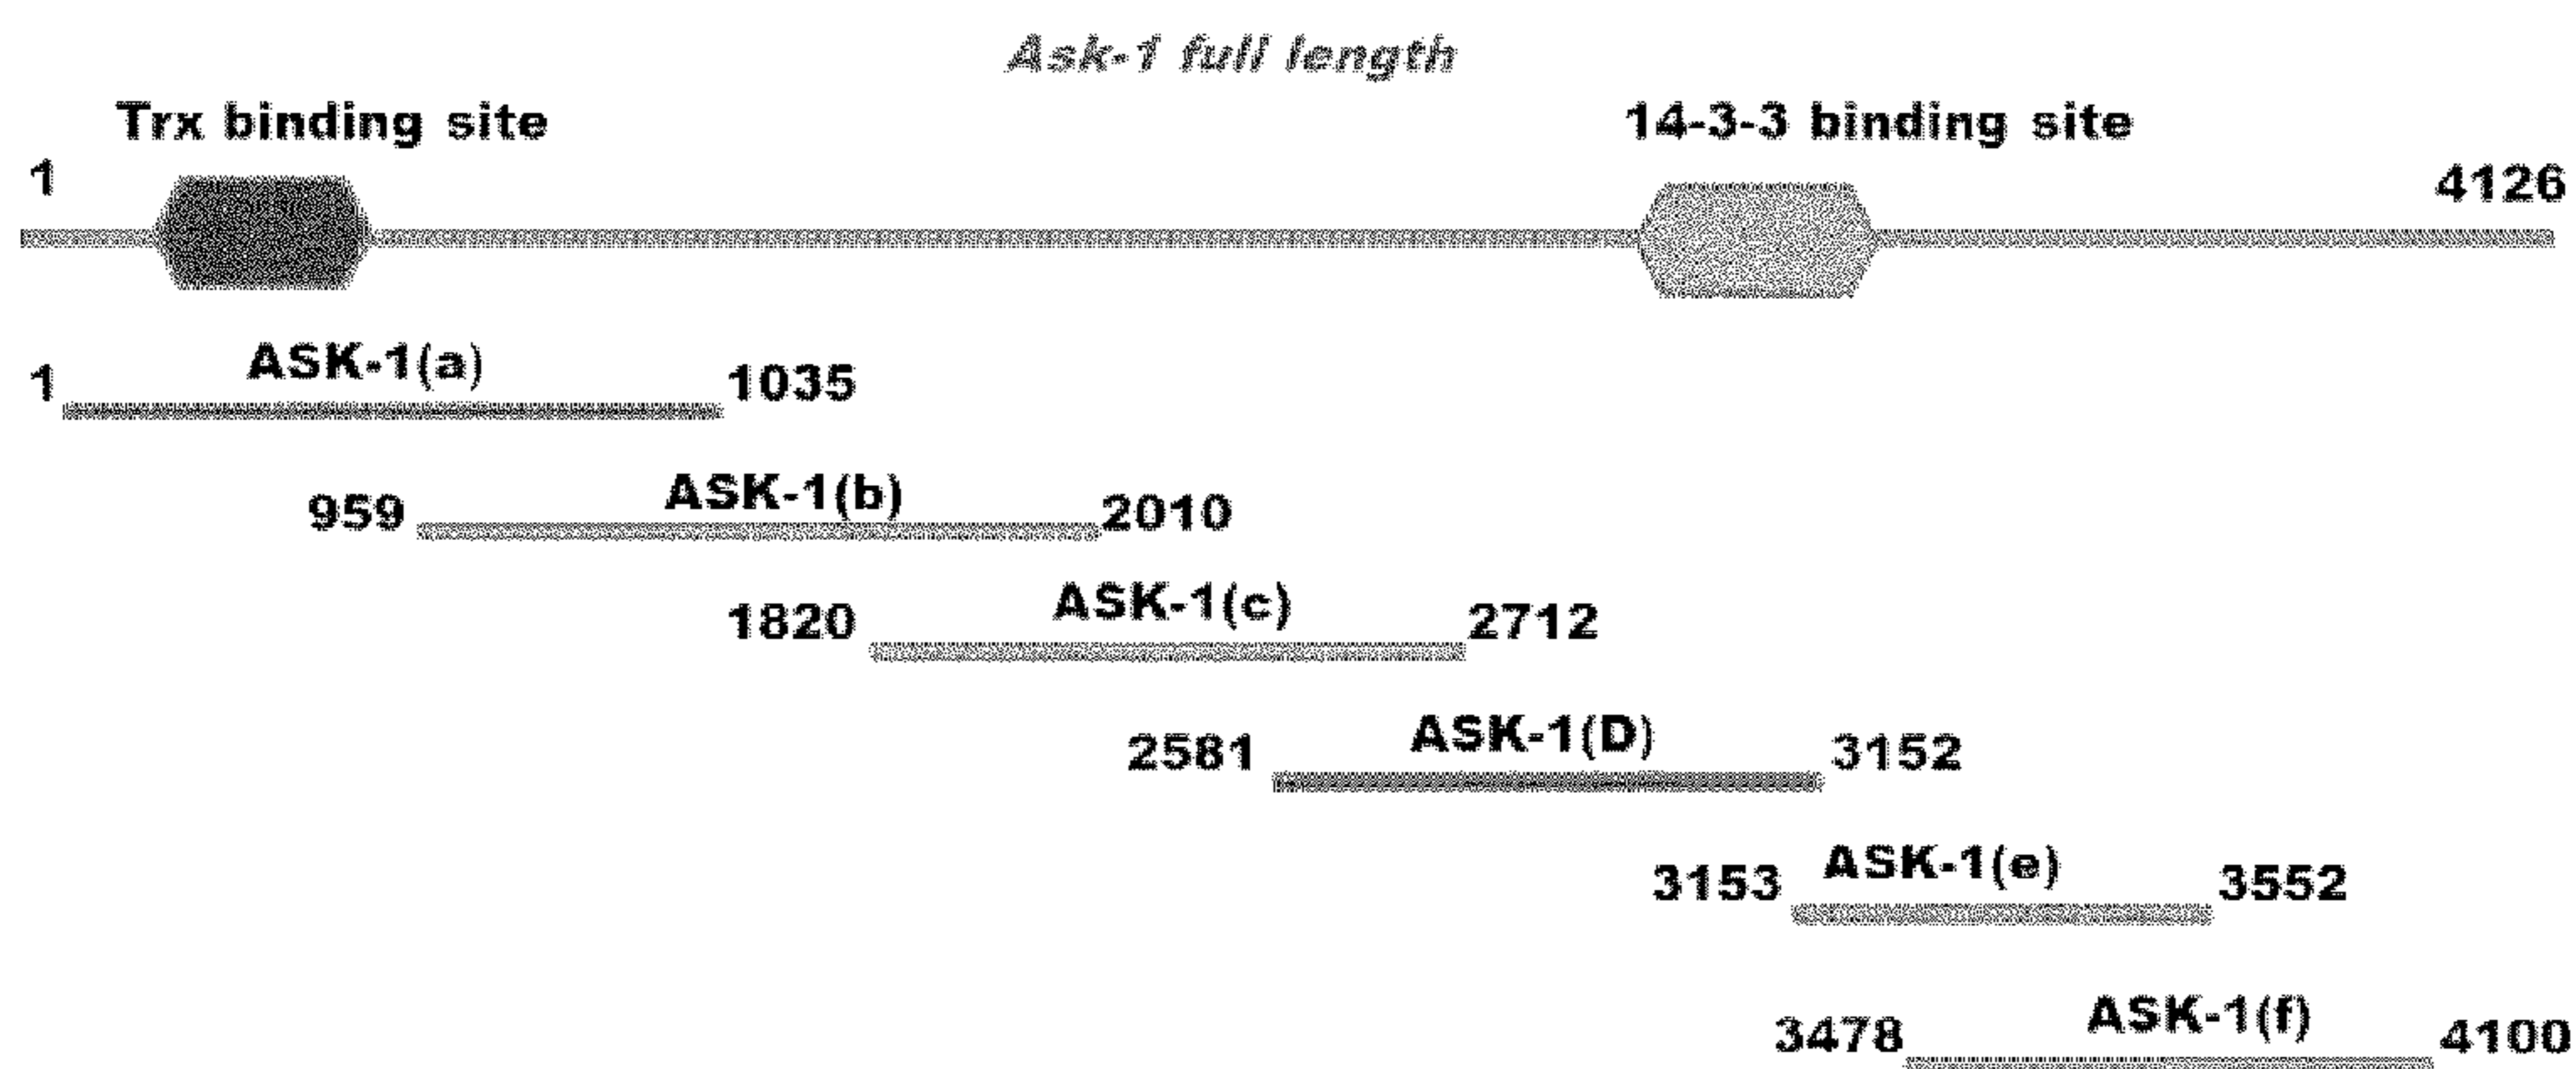 Ask-1 full length
Trx binding site
14-3-3 binding site
1
4126
ASK-1(a)
1
1035
ASK-1(b)
959
2010
ASK-1(c)
1820
2712
ASK-1(D)
2581
3152
ASK-1(e)
3153
3552
ASK-1(f)
3478
4100